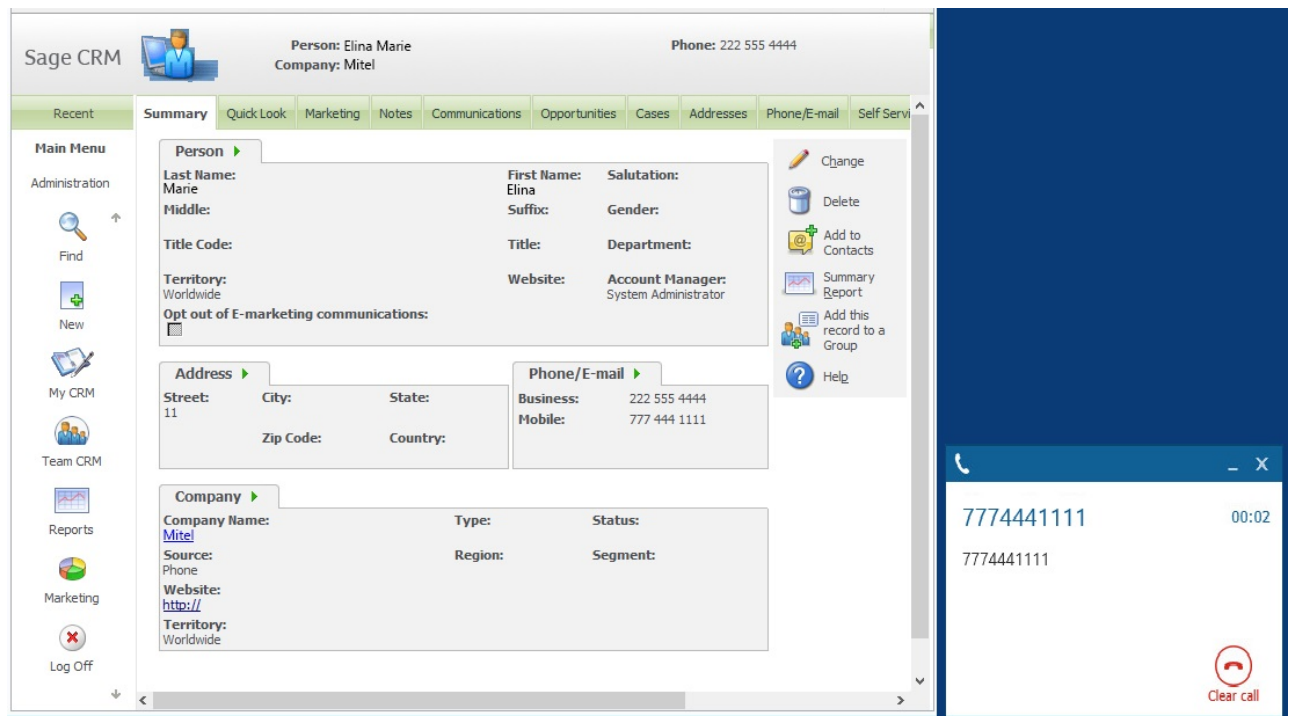 Sage CRM
Person: Elina Marie
Company: Mitel
Phone: 222 555 4444
Recent
Summary Quick Look Marketing Notes Communications Opportunities Cases Addresses Phone/E-mail Self Servi
Main Menu
Administration
Find
New
My CRM
Team CRM
Reports
Marketing
Log Off
Person
Last Name: First Name: Salutation:
Marie Elina
Middle: Suffix: Gender:
Title Code: Title: Department:
Territory: Website: Account Manager:
Worldwide System Administrator
Opt out of E-marketing communications:
Change
Delete
Add to
Contacts
Summary
Report
Add this
record to a
Group
Help
Address
Street: City: State:
11
Zip Code: Country:
Phone/E-mail
Business: 222 555 4444
Mobile: 777 444 1111
Company
Company Name: Type: Status:
Mitel
Source: Region: Segment:
Phone
Website:
http://
Territory:
Worldwide
_ X
7774441111 00:02
7774441111
Clear call